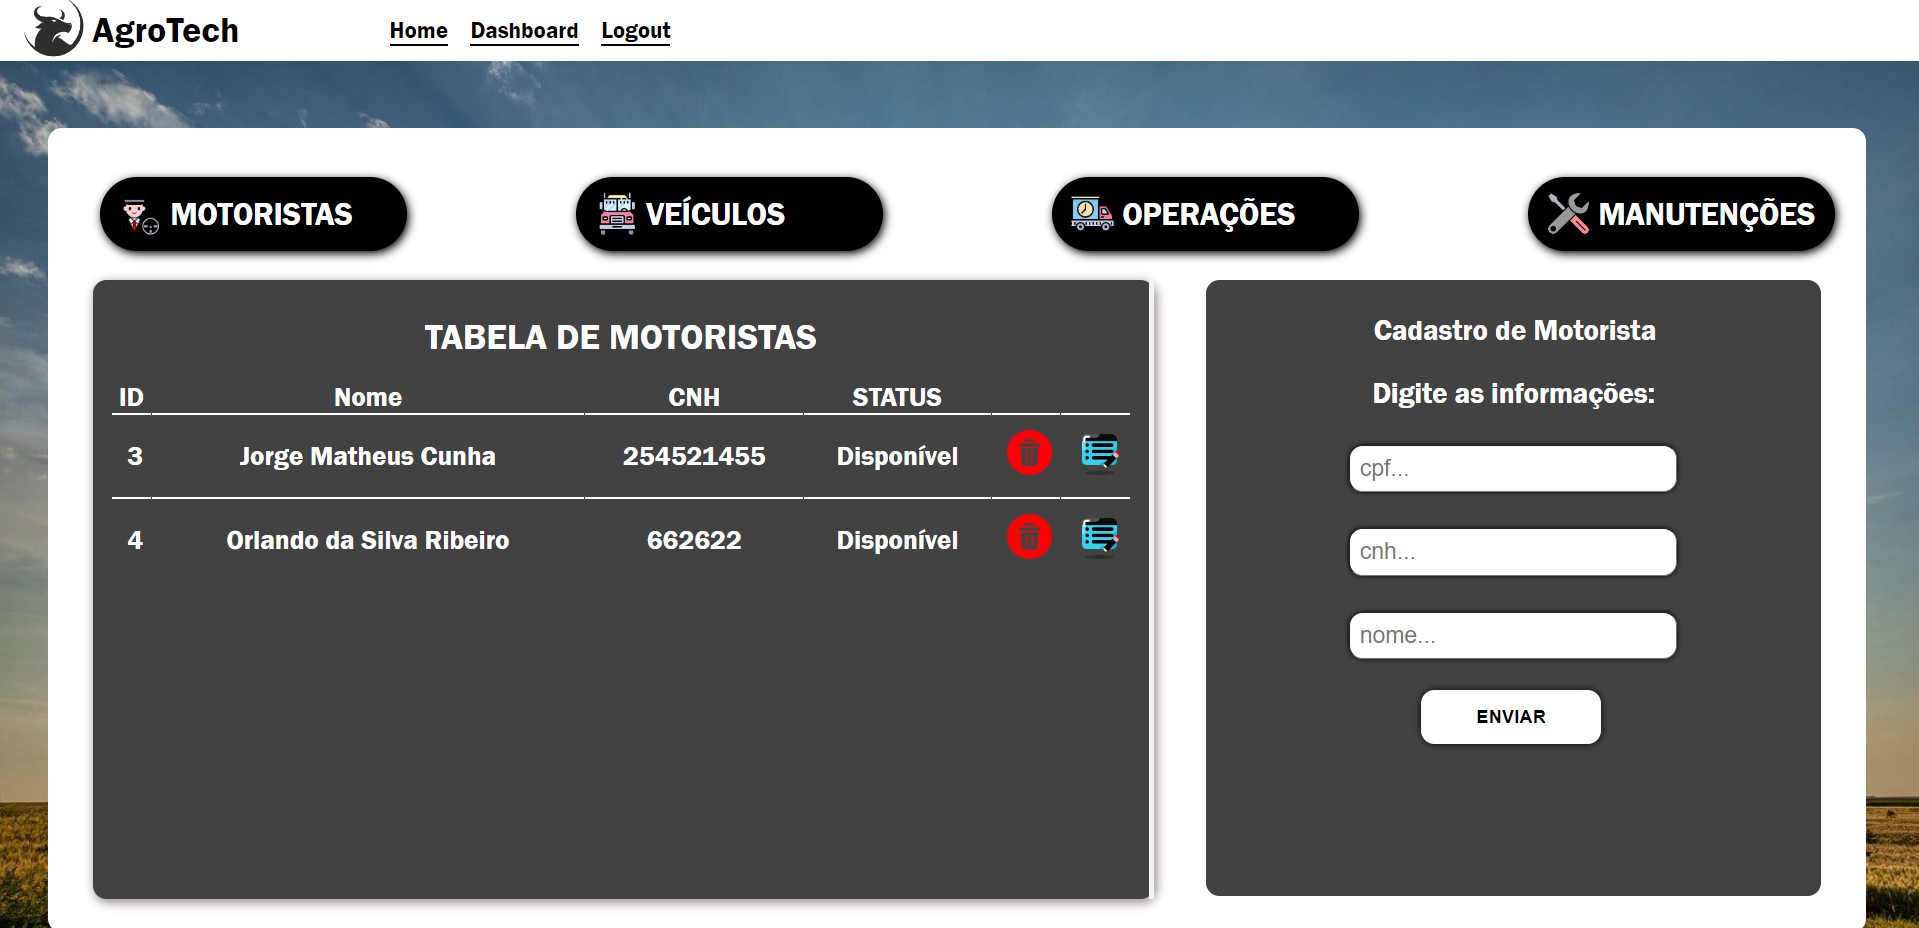 AgroTech Home Dashboard Logout
MOTORISTAS VEÍCULOS OPERAÇÕES MANUTENÇÕES
TABELA DE MOTORISTAS
ID Nome CNH STATUS
3 Jorge Matheus Cunha 254521455 Disponível
4 Orlando da Silva Ribeiro 662622 Disponível
Cadastro de Motorista
Digite as informações:
cpf...
cnh...
nome...
ENVIAR